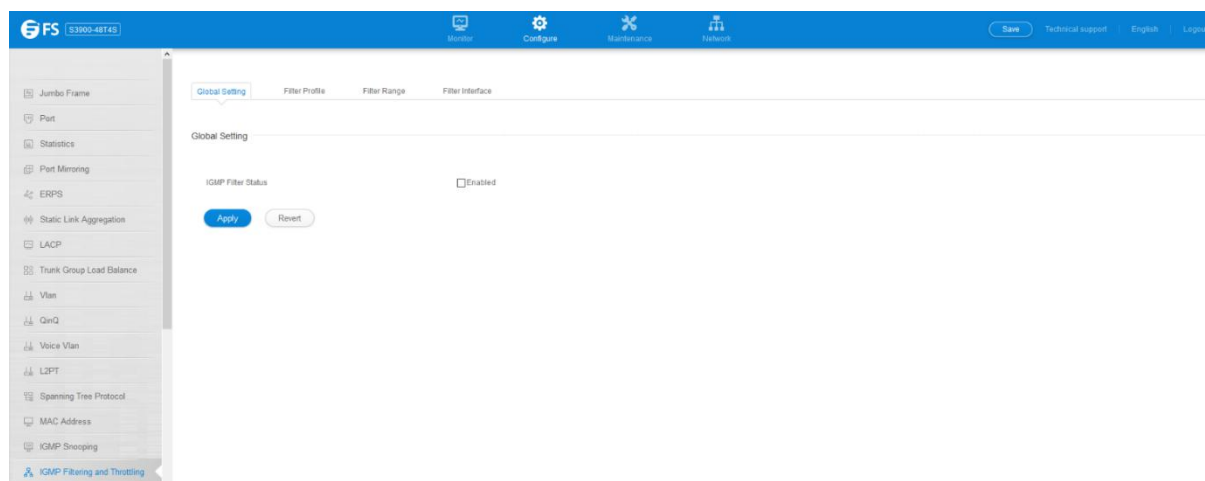 FS S3900-48T4S
Monitor
Configure
Maintenance
Network
Save
Technical support
English
Logou
Jumbo Frame
Port
Statistics
Port Mirroring
ERPS
Static Link Aggregation
LACP
Trunk Group Load Balance
Vlan
QinQ
Voice Vlan
L2PT
Spanning Tree Protocol
MAC Address
IGMP Snooping
IGMP Filtering and Throttling
Global Setting
Filter Profile
Filter Range
Filter Interface
Global Setting
IGMP Filter Status
Enabled
Apply
Revert